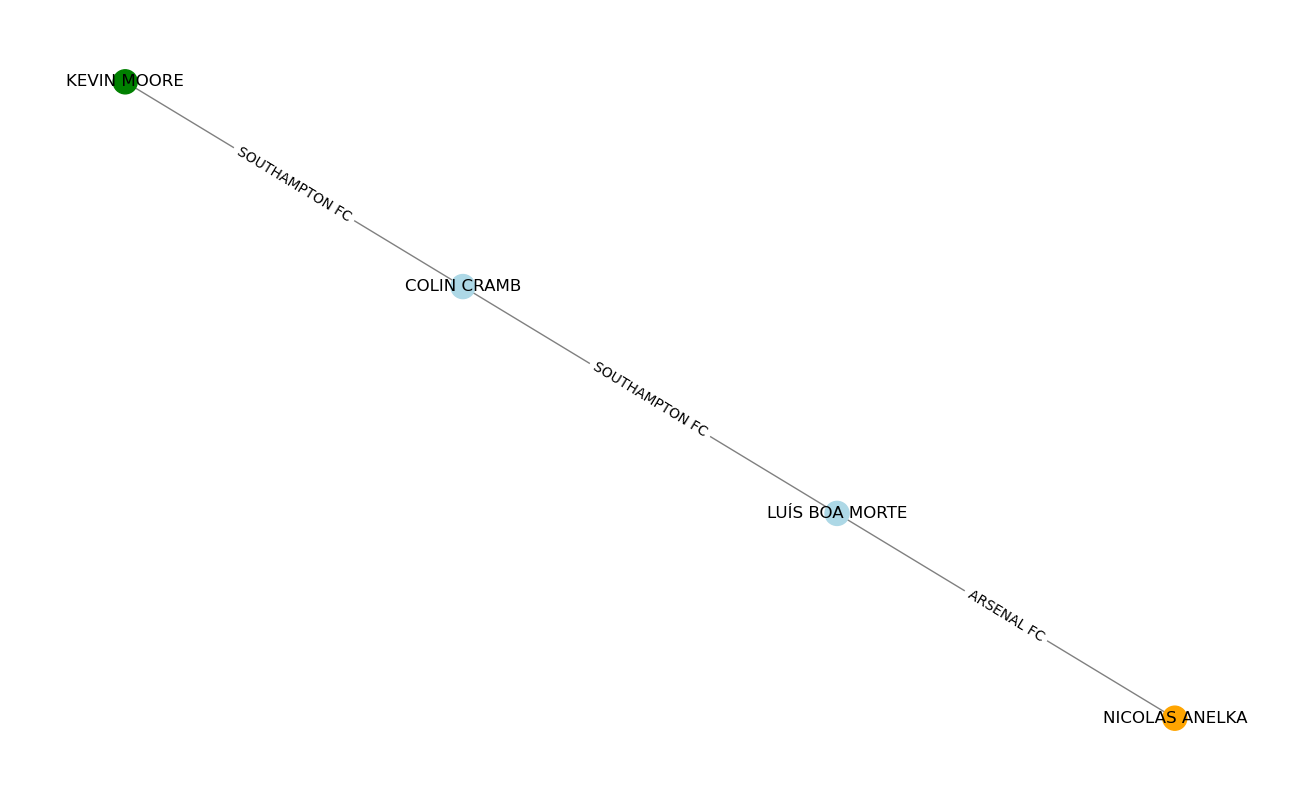 KEVIN MOORE
SOUTHAMPTON FC
COLIN CRAMB
SOUTHAMPTON FC
LUÍS BOA MORTE
ARSENAL FC
NICOLAS ANELKA